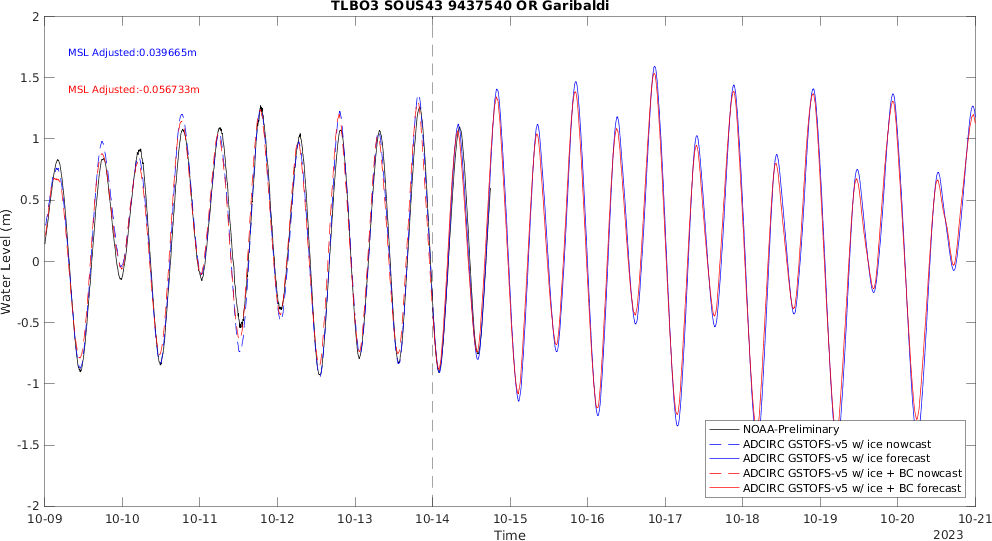 TLBO3 SOUS43 9437540 OR Garibaldi
MSL Adjusted:0.039665m
MSL Adjusted:-0.056733m
Water Level (m)
2
1.5
1
0.5
0
-0.5
-1
-1.5
-2
10-09 10-10 10-11 10-12 10-13 10-14 10-15 10-16 10-17 10-18 10-19 10-20 10-21
Time
2023
NOAA-Preliminary
ADCIRC GSTOFS-v5 w/ ice nowcast
ADCIRC GSTOFS-v5 w/ ice forecast
ADCIRC GSTOFS-v5 w/ ice + BC nowcast
ADCIRC GSTOFS-v5 w/ ice + BC forecast